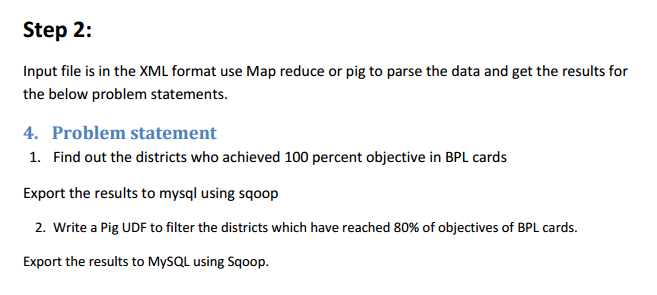 Step 2:
Input file is in the XML format use Map reduce or pig to parse the data and get the results for
the below problem statements.
4. Problem statement
1. Find out the districts who achieved 100 percent objective in BPL cards
Export the results to mysql using sqoop
2. Write a Pig UDF to filter the districts which have reached 80% of objectives of BPL cards.
Export the results to MySQL using Sqoop.